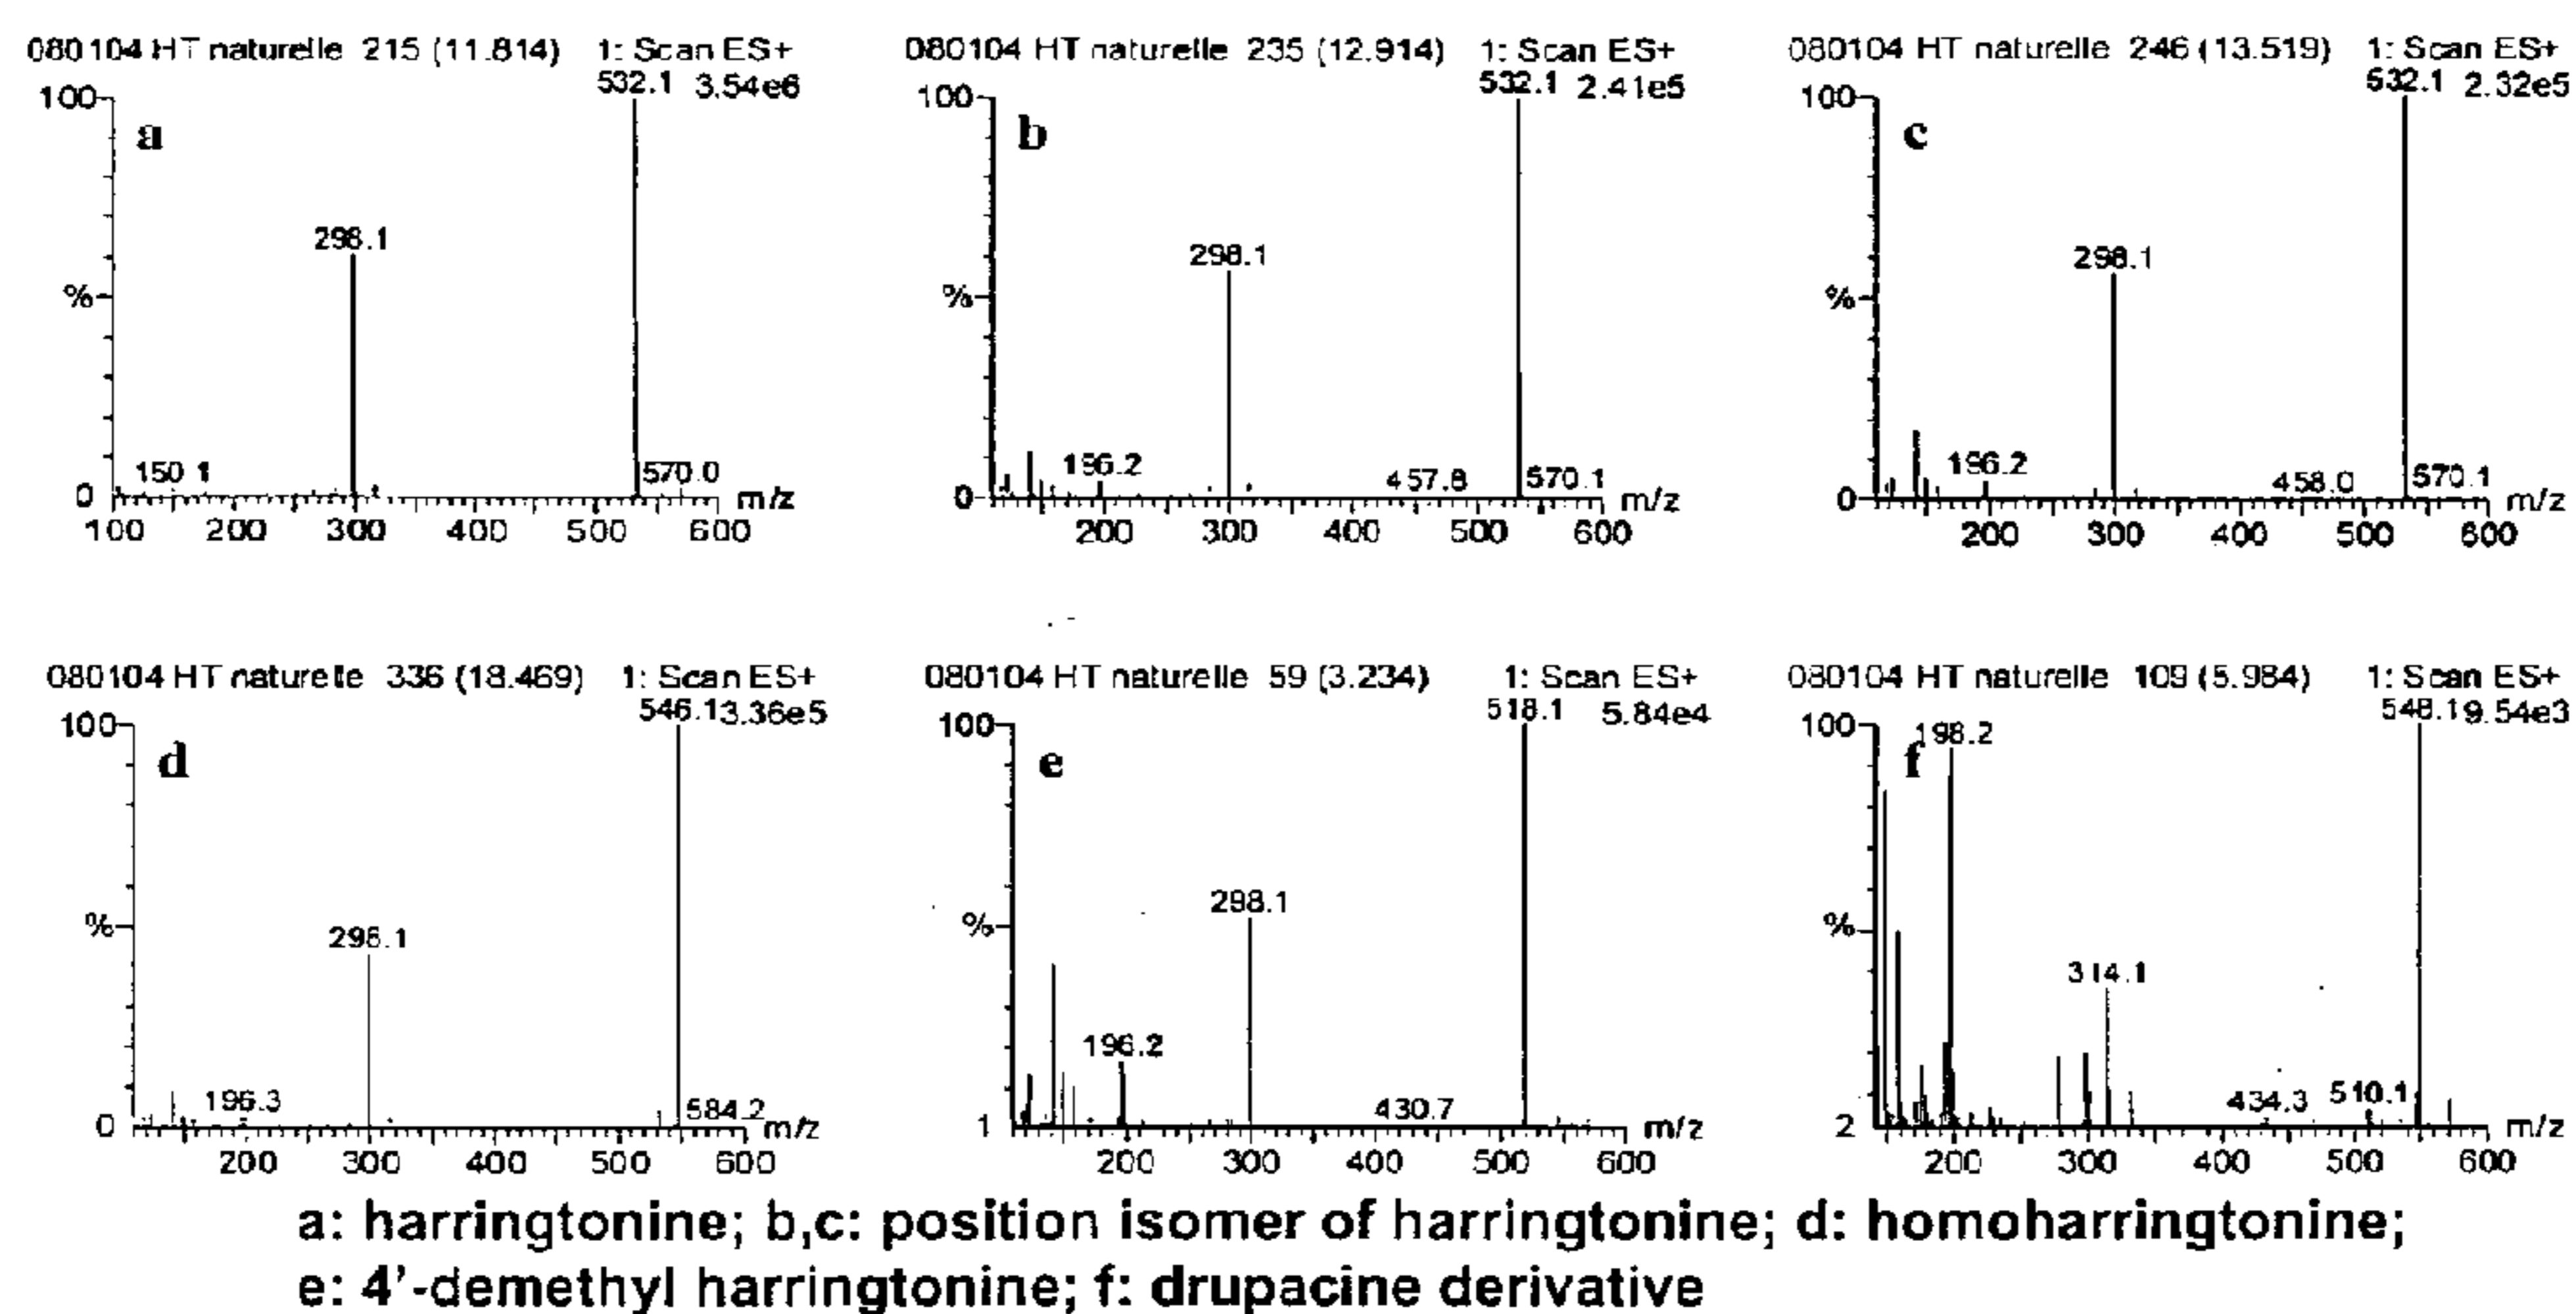 080104 HT naturelle 215 (11.814) 1: Scan ES+
532.1 3.54e6
100
a
298.1
%
150.1
570.0
0
m/z
100 200 300 400 500 600
080104 HT naturelle 235 (12.914) 1: Scan ES+
532.1 2.41e5
100
b
298.1
%
196.2
457.8
570.1
0
m/z
200 300 400 500 600
080104 HT naturelle 246 (13.519) 1: Scan ES+
532.1 2.32e5
100
c
298.1
%
196.2
458.0
570.1
0
m/z
200 300 400 500 600
080104 HT naturelle 336 (18.469) 1: Scan ES+
546.1 3.36e5
100
d
298.1
%
196.3
584.2
0
m/z
200 300 400 500 600
080104 HT naturelle 59 (3.234) 1: Scan ES+
518.1 5.84e4
100
e
298.1
%
196.2
430.7
1
m/z
200 300 400 500 600
080104 HT naturelle 109 (5.984) 1: Scan ES+
548.1 9.54e3
100
198.2
f
%
314.1
434.3
510.1
2
m/z
200 300 400 500 600
a: harringtonine; b,c: position isomer of harringtonine; d: homoharringtonine;
e: 4’-demethyl harringtonine; f: drupacine derivative